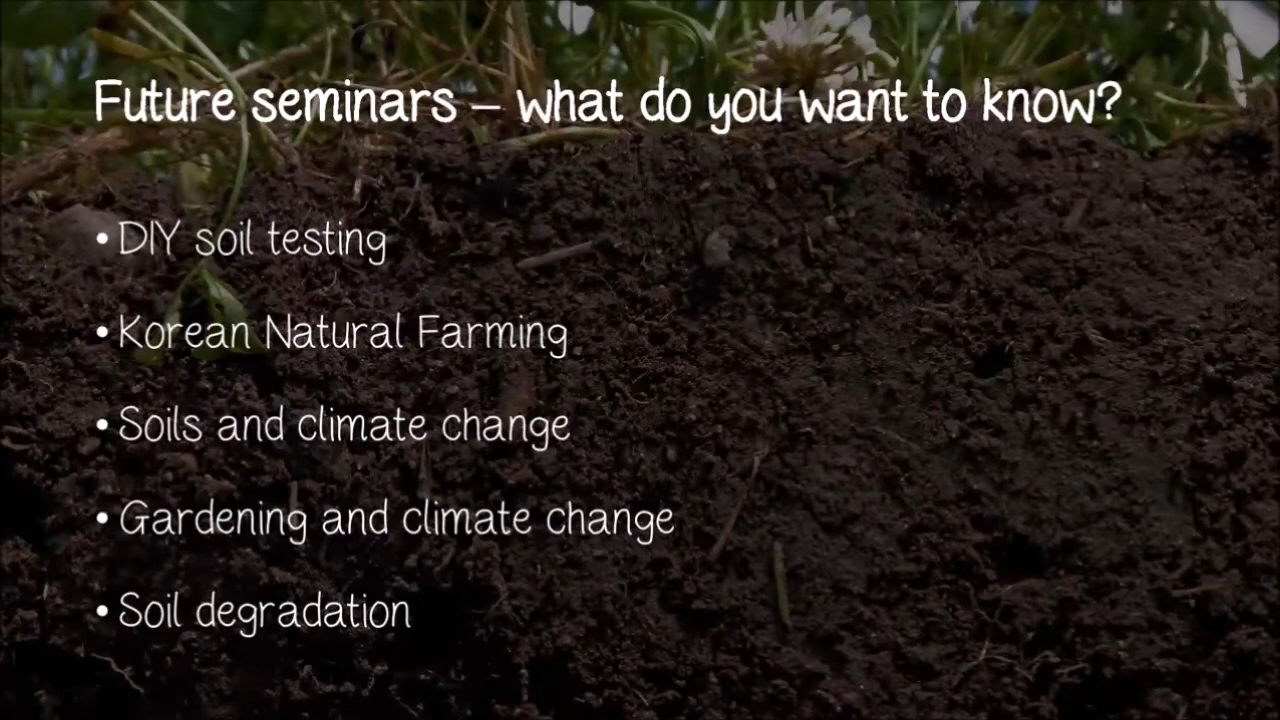 Future seminars – what do you want to know?
• DIY soil testing
• Korean Natural Farming
• Soils and climate change
• Gardening and climate change
• Soil degradation